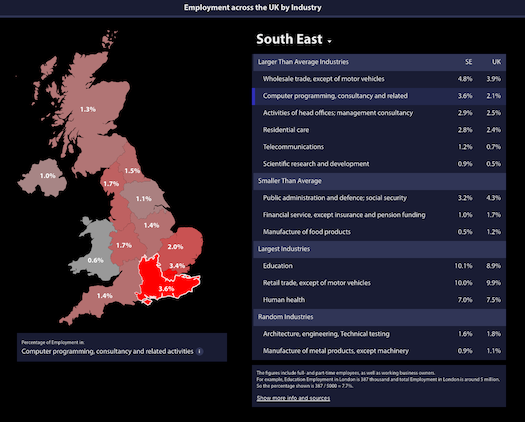 Employment across the UK by Industry
South East
Larger Than Average Industries SE UK
Wholesale trade, except of motor vehicles 4.8% 3.9%
Computer programming, consultancy and related 3.6% 2.1%
Activities of head offices; management consultancy 2.9% 2.5%
Residential care 2.8% 2.4%
Telecommunications 1.2% 0.7%
Scientific research and development 0.9% 0.5%
Smaller Than Average
Public administration and defence; social security 3.2% 4.3%
Financial service, except insurance and pension funding 1.0% 1.7%
Manufacture of food products 0.5% 1.2%
Largest Industries
Education 10.1% 8.9%
Retail trade, except of motor vehicles 10.0% 9.9%
Human health 7.0% 7.5%
Random Industries
Architecture, engineering, Technical testing 1.6% 1.8%
Manufacture of metal products, except machinery 0.9% 1.1%
The figures include full- and part-time employees, as well as working business owners.
For example, Education Employment in London is 387 thousand and total Employment in London is around 5 million.
So the percentage shown is 387 / 5000 = 7.7%.
Show more info and sources
1.3%
1.0%
1.5%
1.7%
1.1%
1.4%
1.7%
2.0%
0.6%
3.4%
3.6%
1.4%
Percentage of Employment in:
Computer programming, consultancy and related activities i